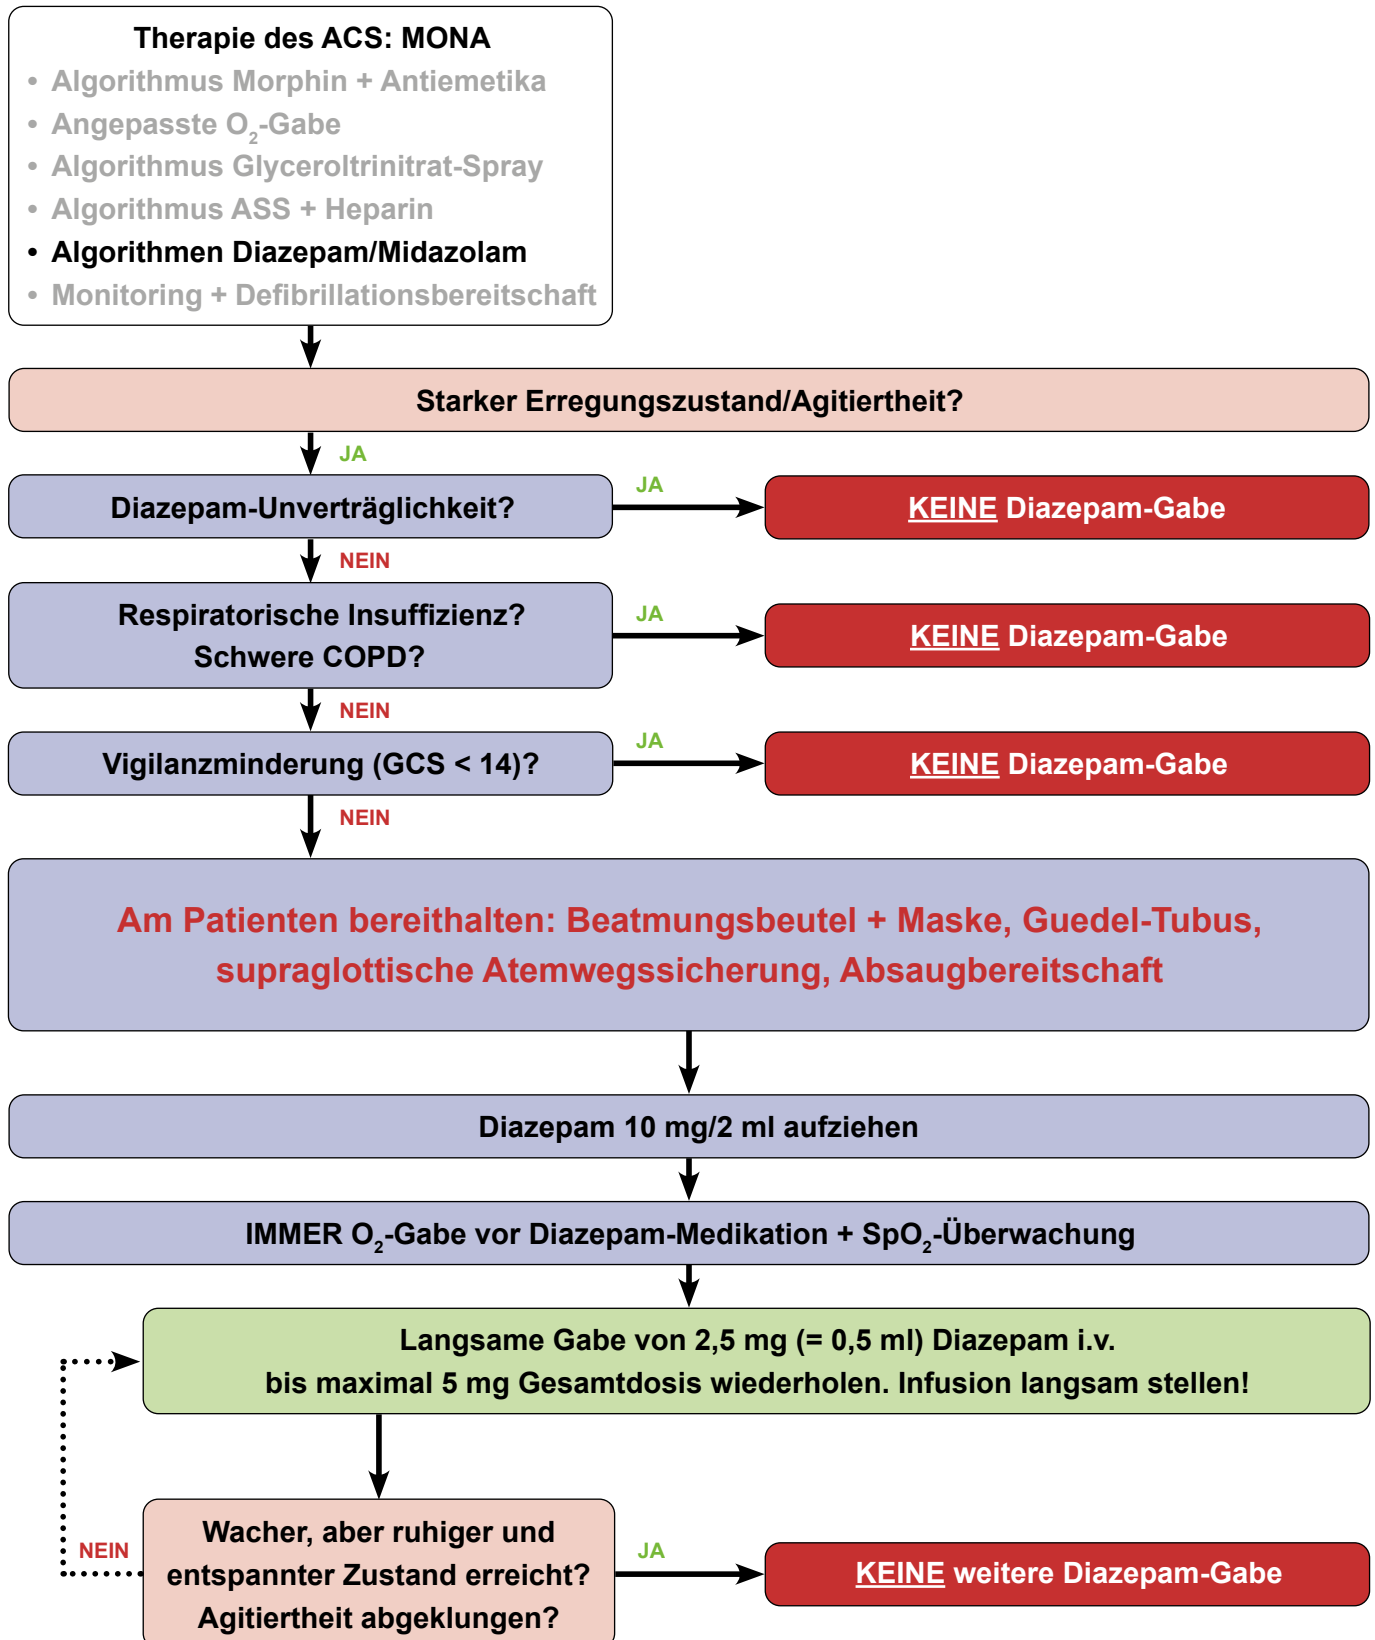 Therapie des ACS: MONA
• Algorithmus Morphin + Antiemetika
• Angepasste O₂-Gabe
• Algorithmus Glyceroltrinitrat-Spray
• Algorithmus ASS + Heparin
• Algorithmen Diazepam/Midazolam
• Monitoring + Defibrillationsbereitschaft
Starker Erregungszustand/Agitiertheit?
JA
Diazepam-Unverträglichkeit?
JA
KEINE Diazepam-Gabe
NEIN
Respiratorische Insuffizienz?
Schwere COPD?
JA
KEINE Diazepam-Gabe
NEIN
Vigilanzminderung (GCS < 14)?
JA
KEINE Diazepam-Gabe
NEIN
Am Patienten bereithalten: Beatmungsbeutel + Maske, Guedel-Tubus,
supraglottische Atemwegssicherung, Absaugbereitschaft
Diazepam 10 mg/2 ml aufziehen
IMMER O₂-Gabe vor Diazepam-Medikation + SpO₂-Überwachung
Langsame Gabe von 2,5 mg (= 0,5 ml) Diazepam i.v.
bis maximal 5 mg Gesamtdosis wiederholen. Infusion langsam stellen!
NEIN
Wacher, aber ruhiger und
entspannter Zustand erreicht?
Agitiertheit abgeklungen?
JA
KEINE weitere Diazepam-Gabe